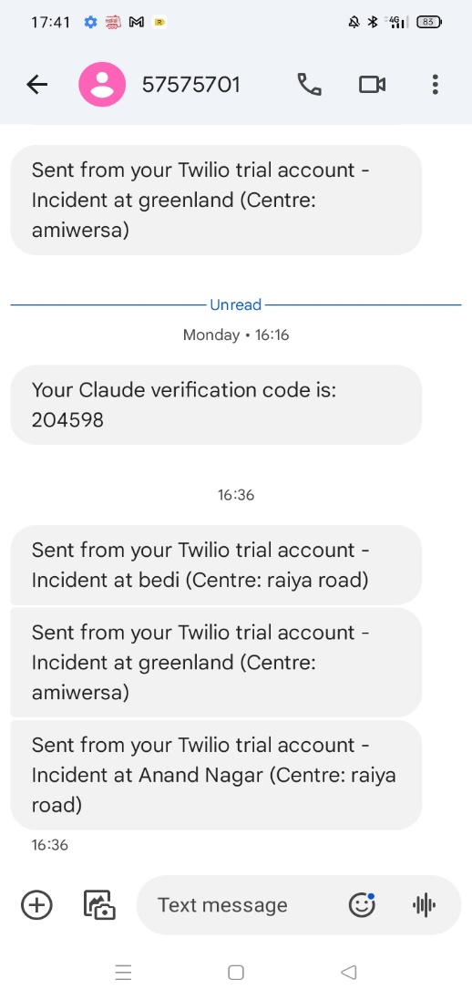 17:41
4G
83
57575701
Sent from your Twilio trial account -
Incident at greenland (Centre:
amiwersa)
Unread
Monday • 16:16
Your Claude verification code is:
204598
16:36
Sent from your Twilio trial account -
Incident at bedi (Centre: raiya road)
Sent from your Twilio trial account -
Incident at greenland (Centre:
amiwersa)
Sent from your Twilio trial account -
Incident at Anand Nagar (Centre: raiya
road)
16:36
Text message